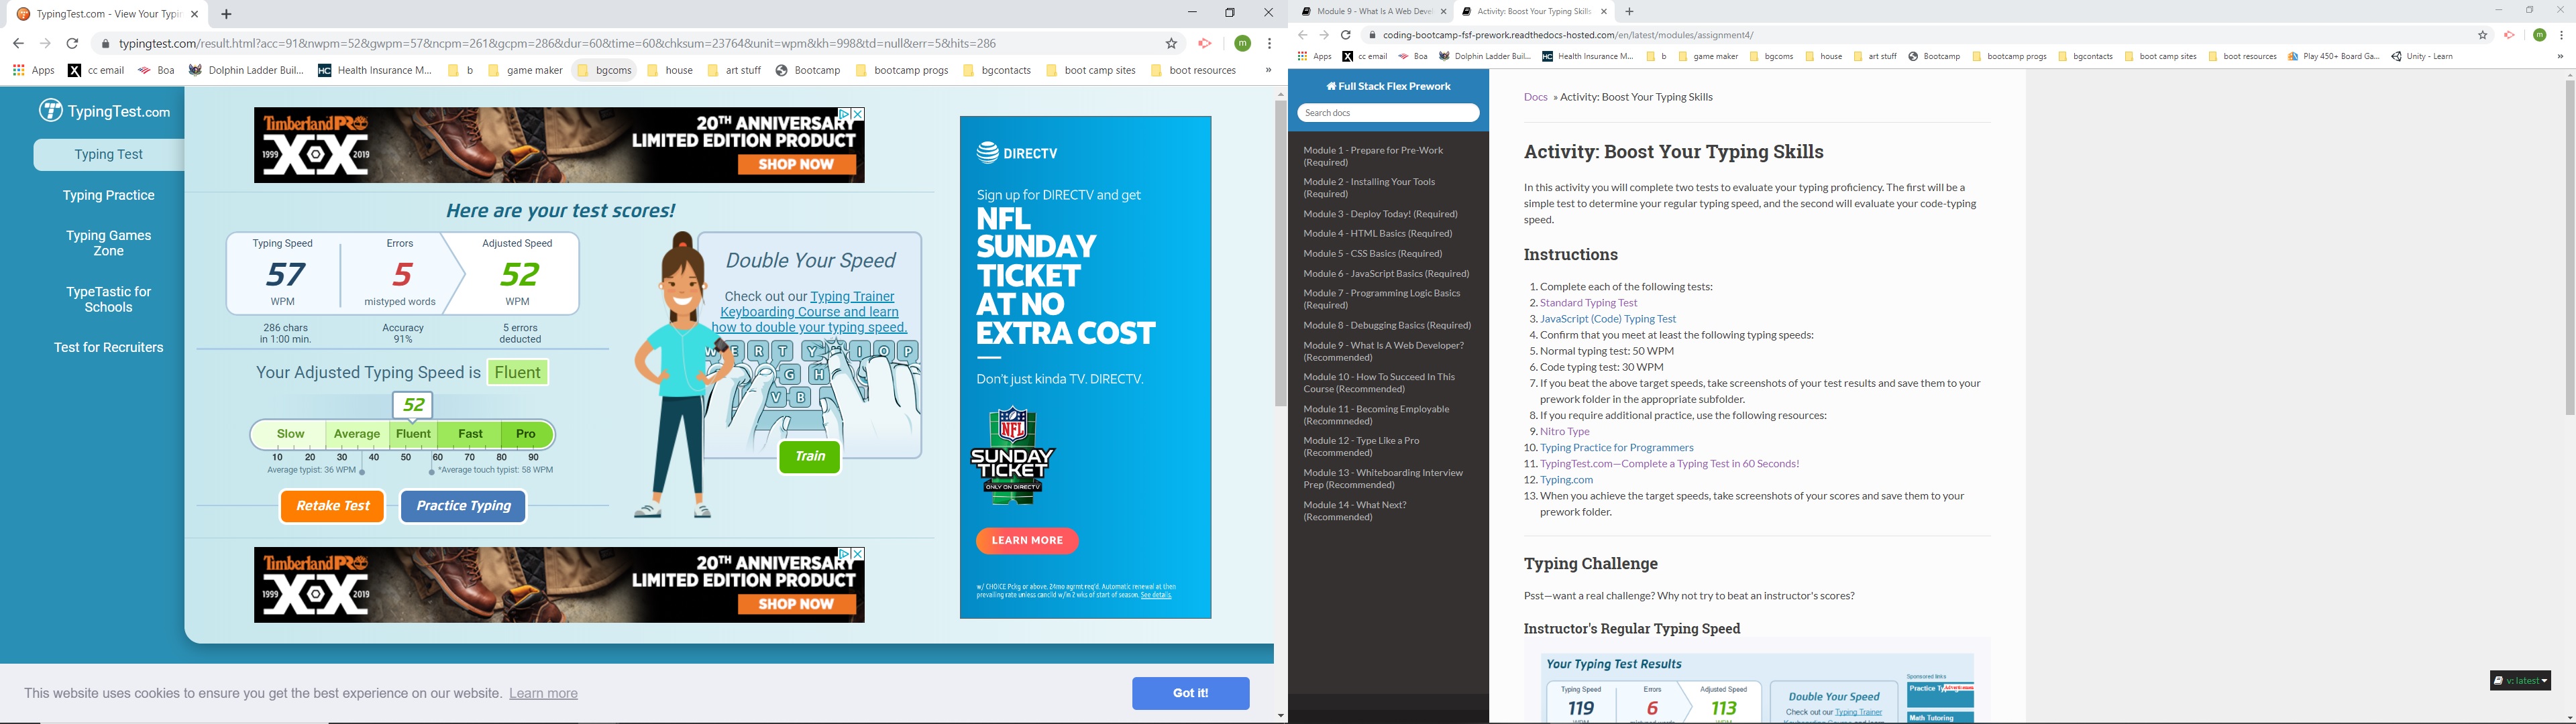 TypingTest.com - View Your Typin
typingtest.com/result.html?acc=91&nwpm=52&gwpm=57&ncpm=261&gcpm=286&dur=60&time=60&chksum=23764&unit=wpm&kh=998&td=null&err=5&hits=286
m
Apps
cc email
Boa
Dolphin Ladder Buil...
HC Health Insurance M...
b
game maker
bgcoms
house
art stuff
Bootcamp
bootcamp progs
bgcontacts
boot camp sites
boot resources
»
TypingTest.com
Typing Test
Typing Practice
Typing Games
Zone
TypeTastic for
Schools
Test for Recruiters
Timberland PRO
1999 XX 2019
20TH ANNIVERSARY
LIMITED EDITION PRODUCT
SHOP NOW
Here are your test scores!
Typing Speed
57
WPM
Errors
5
mistyped words
Adjusted Speed
52
WPM
286 chars
in 1:00 min.
Accuracy
91%
5 errors
deducted
Your Adjusted Typing Speed is Fluent
52
Slow Average Fluent Fast Pro
10 20 30 40 50 60 70 80 90
Average typist: 36 WPM
*Average touch typist: 58 WPM
Retake Test
Practice Typing
Double Your Speed
Check out our Typing Trainer
Keyboarding Course and learn
how to double your typing speed.
W E R T Y I O P
G H
V B
Train
Timberland PRO
1999 XX 2019
20TH ANNIVERSARY
LIMITED EDITION PRODUCT
SHOP NOW
DIRECTV
Sign up for DIRECTV and get
NFL
SUNDAY
TICKET
AT NO
EXTRA COST
Don't just kinda TV. DIRECTV.
NFL
SUNDAY
TICKET
ONLY ON DIRECTV
LEARN MORE
w/ CHOICE Pckg or above. 24mo agrmt req'd. Automatic renewal at then
prevailing rate unless cancld w/in 2 wks of start of season. See details.
This website uses cookies to ensure you get the best experience on our website. Learn more
Got it!
Module 9 - What Is A Web Devel
Activity: Boost Your Typing Skills
coding-bootcamp-fsf-prework.readthedocs-hosted.com/en/latest/modules/assignment4/
m
Apps
cc email
Boa
Dolphin Ladder Buil...
HC Health Insurance M...
b
game maker
bgcoms
house
art stuff
Bootcamp
bootcamp progs
bgcontacts
boot camp sites
boot resources
Play 450+ Board Ga...
Unity - Learn
»
Full Stack Flex Prework
Search docs
Module 1 - Prepare for Pre-Work
(Required)
Module 2 - Installing Your Tools
(Required)
Module 3 - Deploy Today! (Required)
Module 4 - HTML Basics (Required)
Module 5 - CSS Basics (Required)
Module 6 - JavaScript Basics (Required)
Module 7 - Programming Logic Basics
(Required)
Module 8 - Debugging Basics (Required)
Module 9 - What Is A Web Developer?
(Recommended)
Module 10 - How To Succeed In This
Course (Recommended)
Module 11 - Becoming Employable
(Recommneded)
Module 12 - Type Like a Pro
(Recommended)
Module 13 - Whiteboarding Interview
Prep (Recommended)
Module 14 - What Next?
(Recommended)
Docs » Activity: Boost Your Typing Skills
Activity: Boost Your Typing Skills
In this activity you will complete two tests to evaluate your typing proficiency. The first will be a
simple test to determine your regular typing speed, and the second will evaluate your code-typing
speed.
Instructions
1. Complete each of the following tests:
2. Standard Typing Test
3. JavaScript (Code) Typing Test
4. Confirm that you meet at least the following typing speeds:
5. Normal typing test: 50 WPM
6. Code typing test: 30 WPM
7. If you beat the above target speeds, take screenshots of your test results and save them to your
prework folder in the appropriate subfolder.
8. If you require additional practice, use the following resources:
9. Nitro Type
10. Typing Practice for Programmers
11. TypingTest.com—Complete a Typing Test in 60 Seconds!
12. Typing.com
13. When you achieve the target speeds, take screenshots of your scores and save them to your
prework folder.
Typing Challenge
Psst—want a real challenge? Why not try to beat an instructor's scores?
Instructor's Regular Typing Speed
Your Typing Test Results
Typing Speed
119
Errors
6
Adjusted Speed
113
Double Your Speed
Check out our Typing Trainer
Sponsored links
Practice Ty
Math Tutoring
v: latest